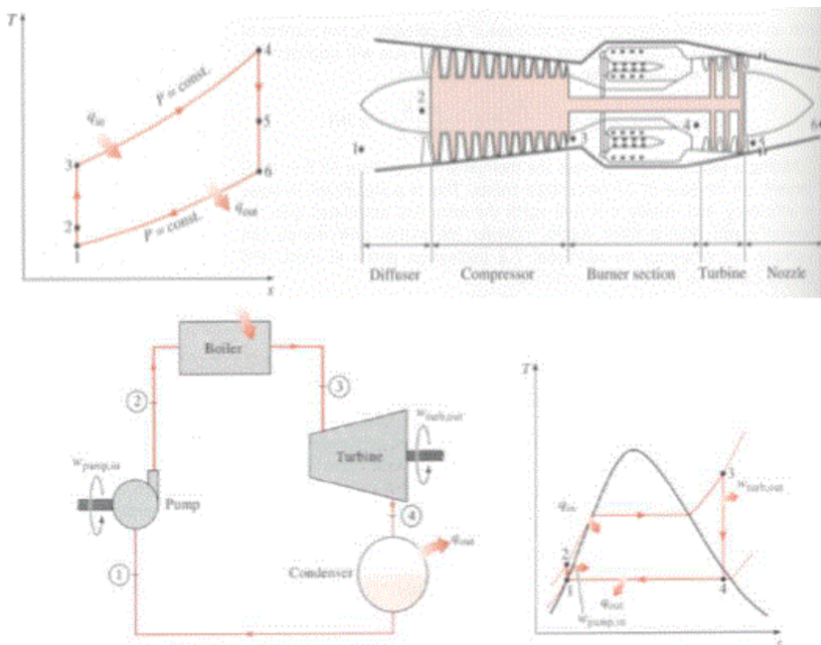 T
4
P = const.
q_in
5
3
6
P = const.
q_out
2
1
s
2
1
3
4
5
6
Diffuser
Compressor
Burner section
Turbine
Nozzle
Boiler
2
3
w_turb,out
w_pump,in
Turbine
Pump
4
q_out
1
Condenser
T
3
w_turb,out
q_in
2
1
4
q_out
w_pump,in
s